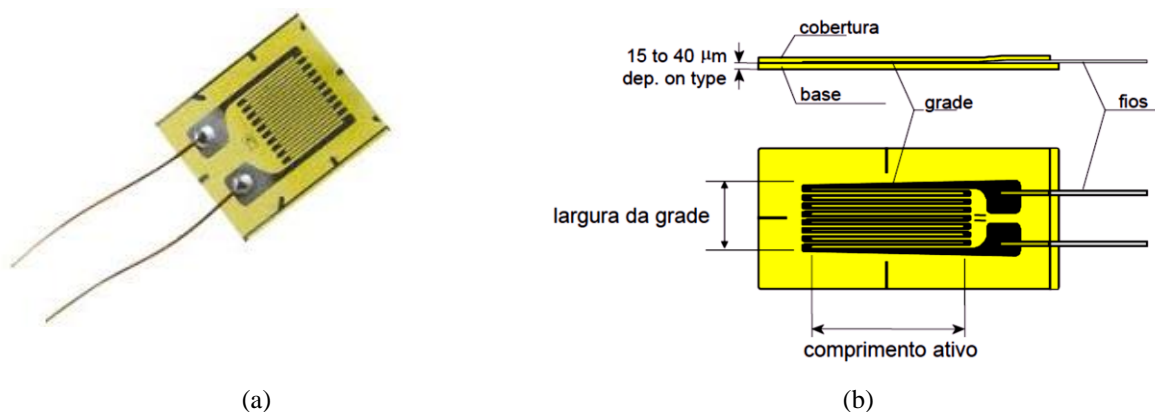 cobertura
15 to 40 μm
dep. on type
base
grade
fios
largura da grade
comprimento ativo
(a)
(b)